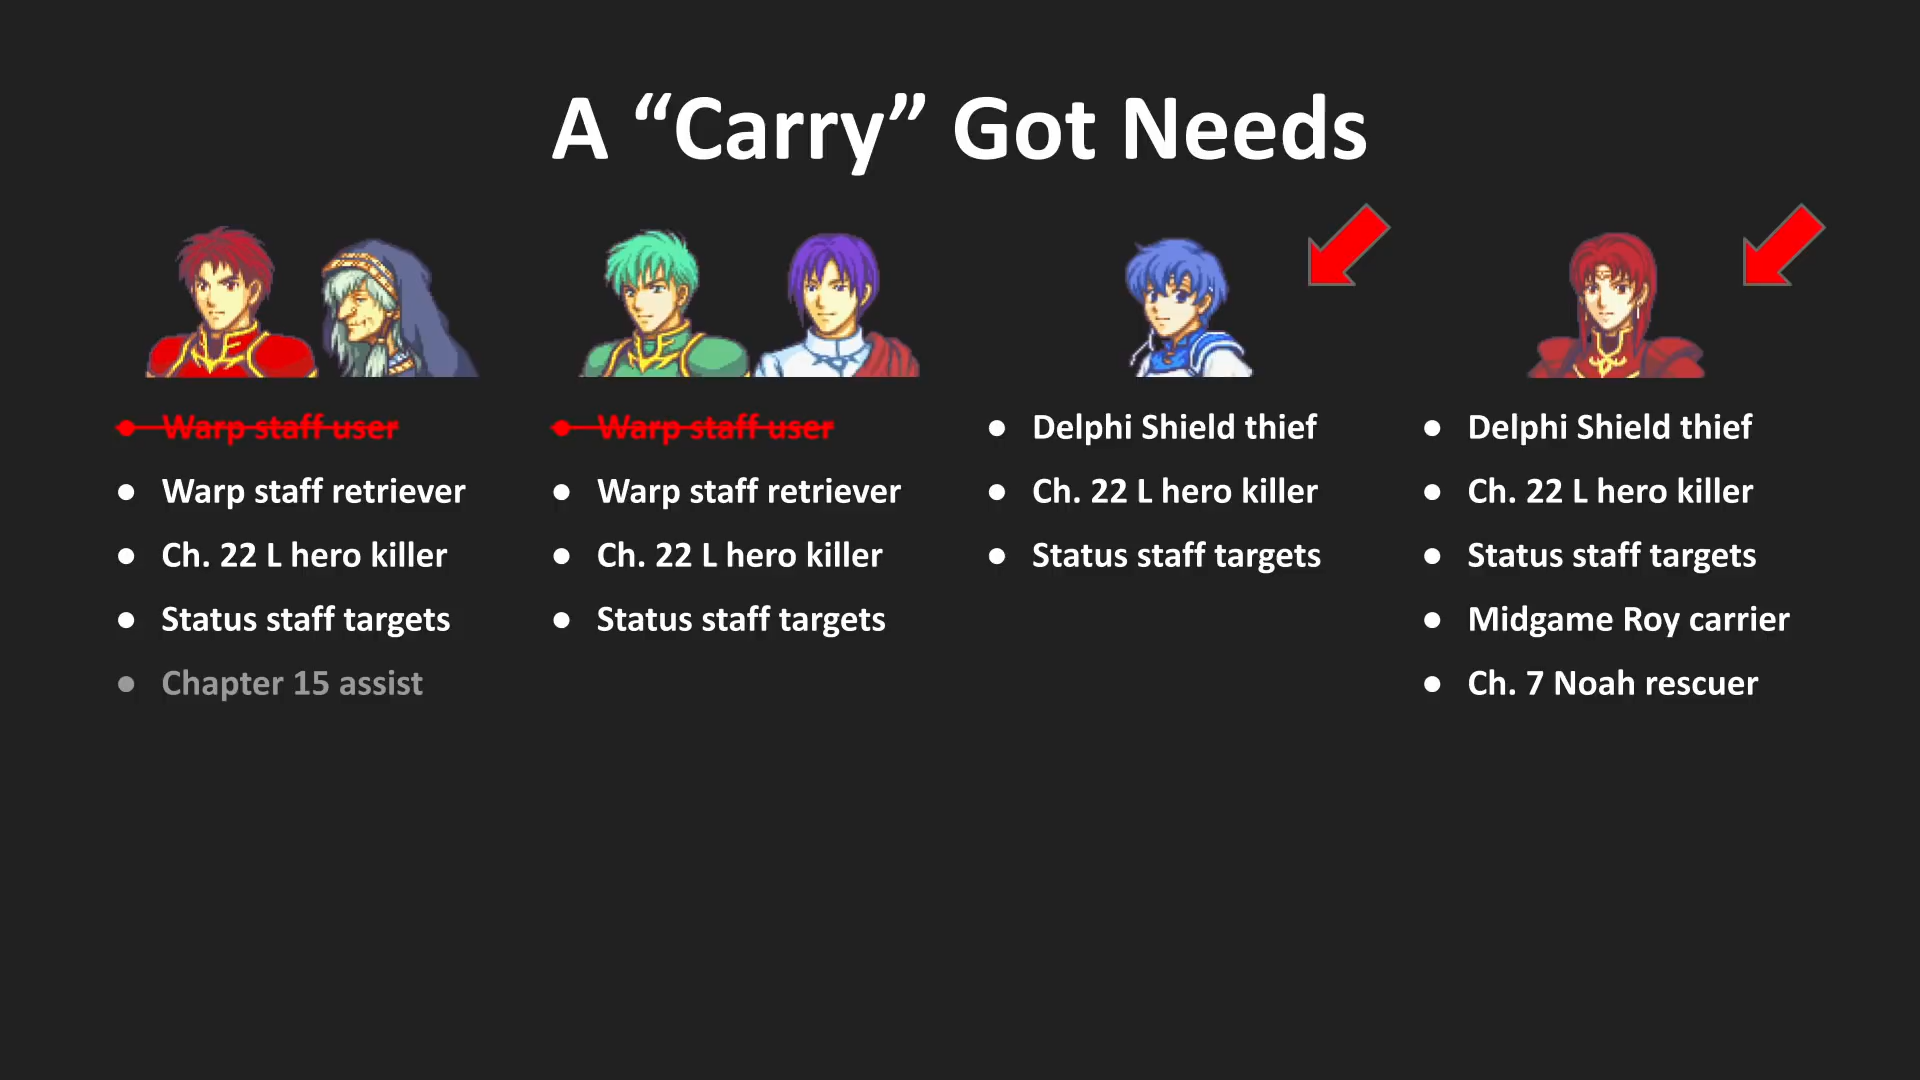 A “Carry” Got Needs
● Warp staff user
● Warp staff retriever
● Ch. 22 L hero killer
● Status staff targets
● Chapter 15 assist
● Warp staff user
● Warp staff retriever
● Ch. 22 L hero killer
● Status staff targets
● Delphi Shield thief
● Ch. 22 L hero killer
● Status staff targets
● Delphi Shield thief
● Ch. 22 L hero killer
● Status staff targets
● Midgame Roy carrier
● Ch. 7 Noah rescuer